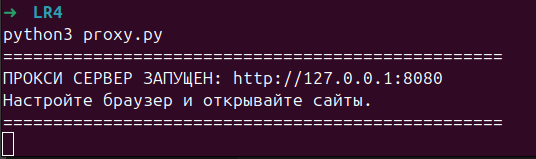 ➜ LR4
python3 proxy.py
==================================================
ПРОКСИ СЕРВЕР ЗАПУЩЕН: http://127.0.0.1:8080
Настройте браузер и открывайте сайты.
==================================================